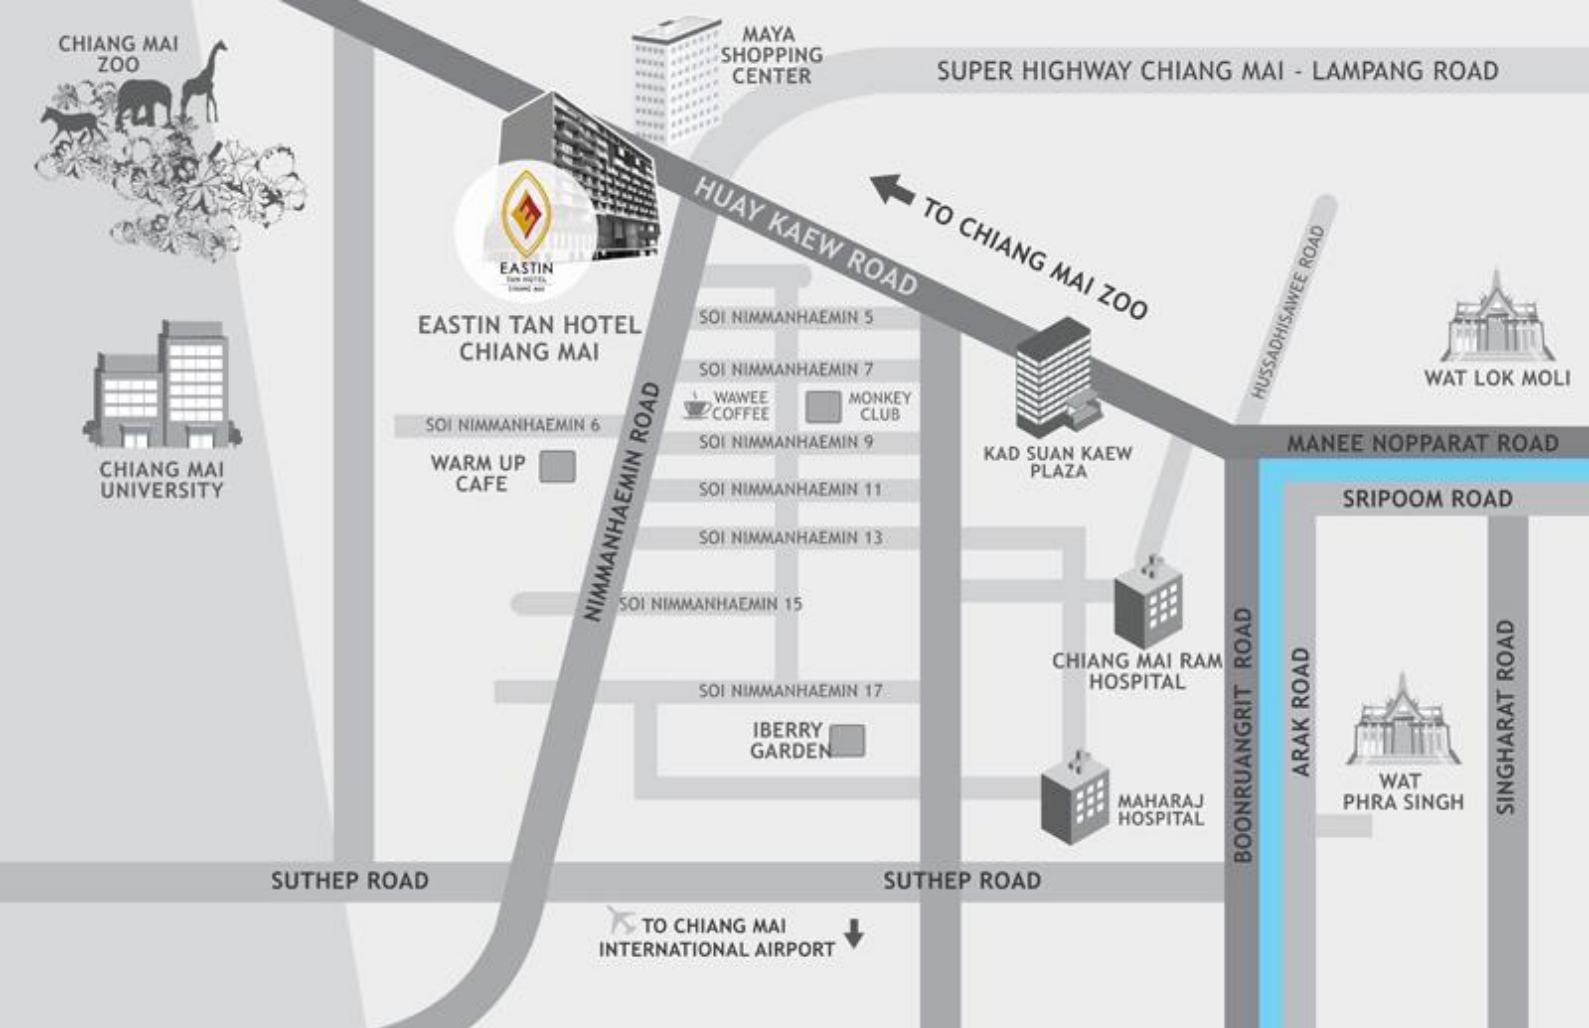 CHIANG MAI
ZOO
MAYA
SHOPPING
CENTER
SUPER HIGHWAY CHIANG MAI - LAMPANG ROAD
HUAY KAEW ROAD
TO CHIANG MAI ZOO
HUSSADHISAWEE ROAD
EASTIN
TAN HOTEL
CHIANG MAI
EASTIN TAN HOTEL
CHIANG MAI
SOI NIMMANHAEMIN 5
SOI NIMMANHAEMIN 7
WAWEE
COFFEE
MONKEY
CLUB
SOI NIMMANHAEMIN 6
SOI NIMMANHAEMIN 9
WARM UP
CAFE
SOI NIMMANHAEMIN 11
SOI NIMMANHAEMIN 13
NIMMANHAEMIN ROAD
SOI NIMMANHAEMIN 15
SOI NIMMANHAEMIN 17
IBERRY
GARDEN
KAD SUAN KAEW
PLAZA
WAT LOK MOLI
MANEE NOPPARAT ROAD
SRIPOOM ROAD
CHIANG MAI
UNIVERSITY
CHIANG MAI RAM
HOSPITAL
MAHARAJ
HOSPITAL
BOONRUANGRIT ROAD
ARAK ROAD
WAT
PHRA SINGH
SINGHARAT ROAD
SUTHEP ROAD
SUTHEP ROAD
TO CHIANG MAI
INTERNATIONAL AIRPORT